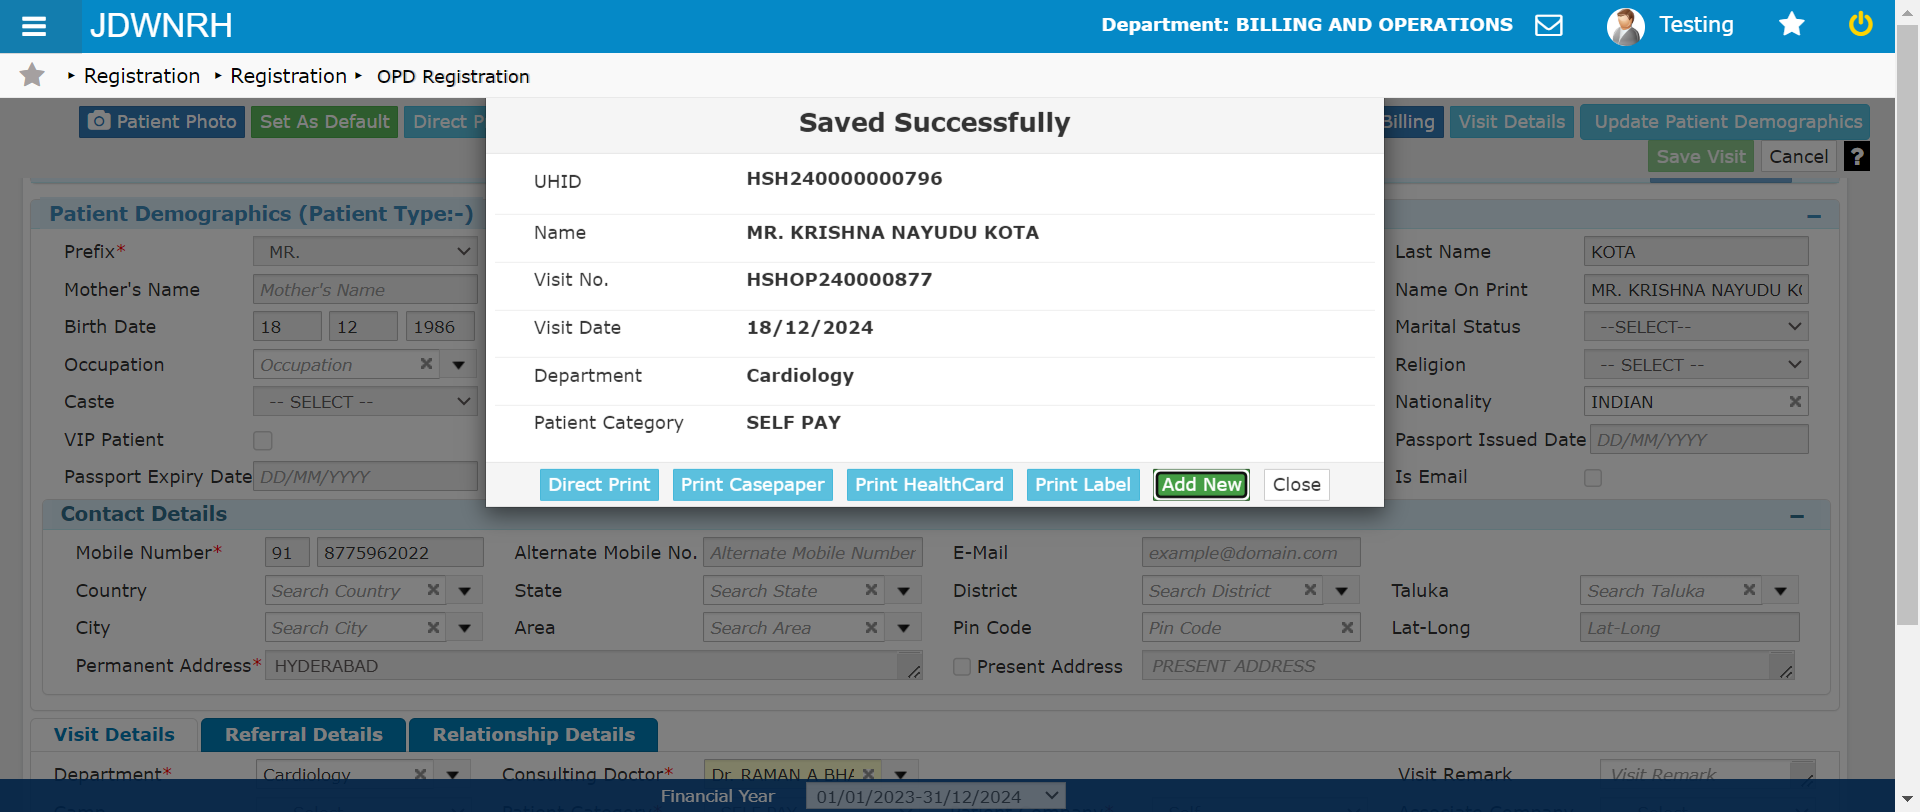 JDWNRH
Department: BILLING AND OPERATIONS
Testing
Registration Registration OPD Registration
Patient Photo Set As Default Direct P
Billing Visit Details Update Patient Demographics
Save Visit Cancel ?
Saved Successfully
UHID HSH240000000796
Name MR. KRISHNA NAYUDU KOTA
Visit No. HSHOP240000877
Visit Date 18/12/2024
Department Cardiology
Patient Category SELF PAY
Direct Print Print Casepaper Print HealthCard Print Label Add New Close
Patient Demographics (Patient Type:-)
Prefix* MR. Last Name KOTA
Mother's Name Mother's Name Name On Print MR. KRISHNA NAYUDU K
Birth Date 18 12 1986 Marital Status --SELECT--
Occupation Occupation Religion -- SELECT --
Caste -- SELECT -- Nationality INDIAN
VIP Patient Passport Issued Date DD/MM/YYYY
Passport Expiry Date DD/MM/YYYY Is Email
Contact Details
Mobile Number* 91 8775962022 Alternate Mobile No. Alternate Mobile Number E-Mail example@domain.com
Country Search Country State Search State District Search District Taluka Search Taluka
City Search City Area Search Area Pin Code Pin Code Lat-Long Lat-Long
Permanent Address* HYDERABAD Present Address PRESENT ADDRESS
Visit Details Referral Details Relationship Details
Department* Cardiology Consulting Doctor* Dr. RAMAN A BHA Visit Remark Visit Remark
Financial Year 01/01/2023-31/12/2024